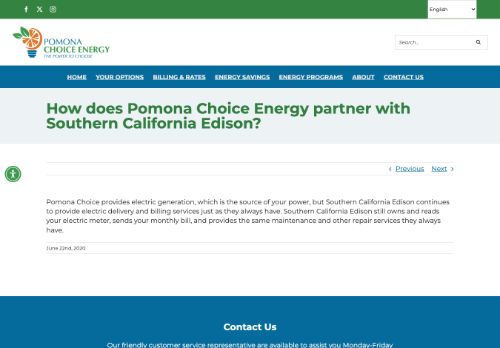 English
POMONA
CHOICE ENERGY
THE POWER TO CHOOSE
Search...
HOME YOUR OPTIONS BILLING & RATES ENERGY SAVINGS ENERGY PROGRAMS ABOUT CONTACT US
How does Pomona Choice Energy partner with
Southern California Edison?
Previous Next
Pomona Choice provides electric generation, which is the source of your power, but Southern California Edison continues
to provide electric delivery and billing services just as they always have. Southern California Edison still owns and reads
your electric meter, sends your monthly bill, and provides the same maintenance and other repair services they always
have.
June 22nd, 2020
Contact Us
Our friendly customer service representative are available to assist you Monday-Friday